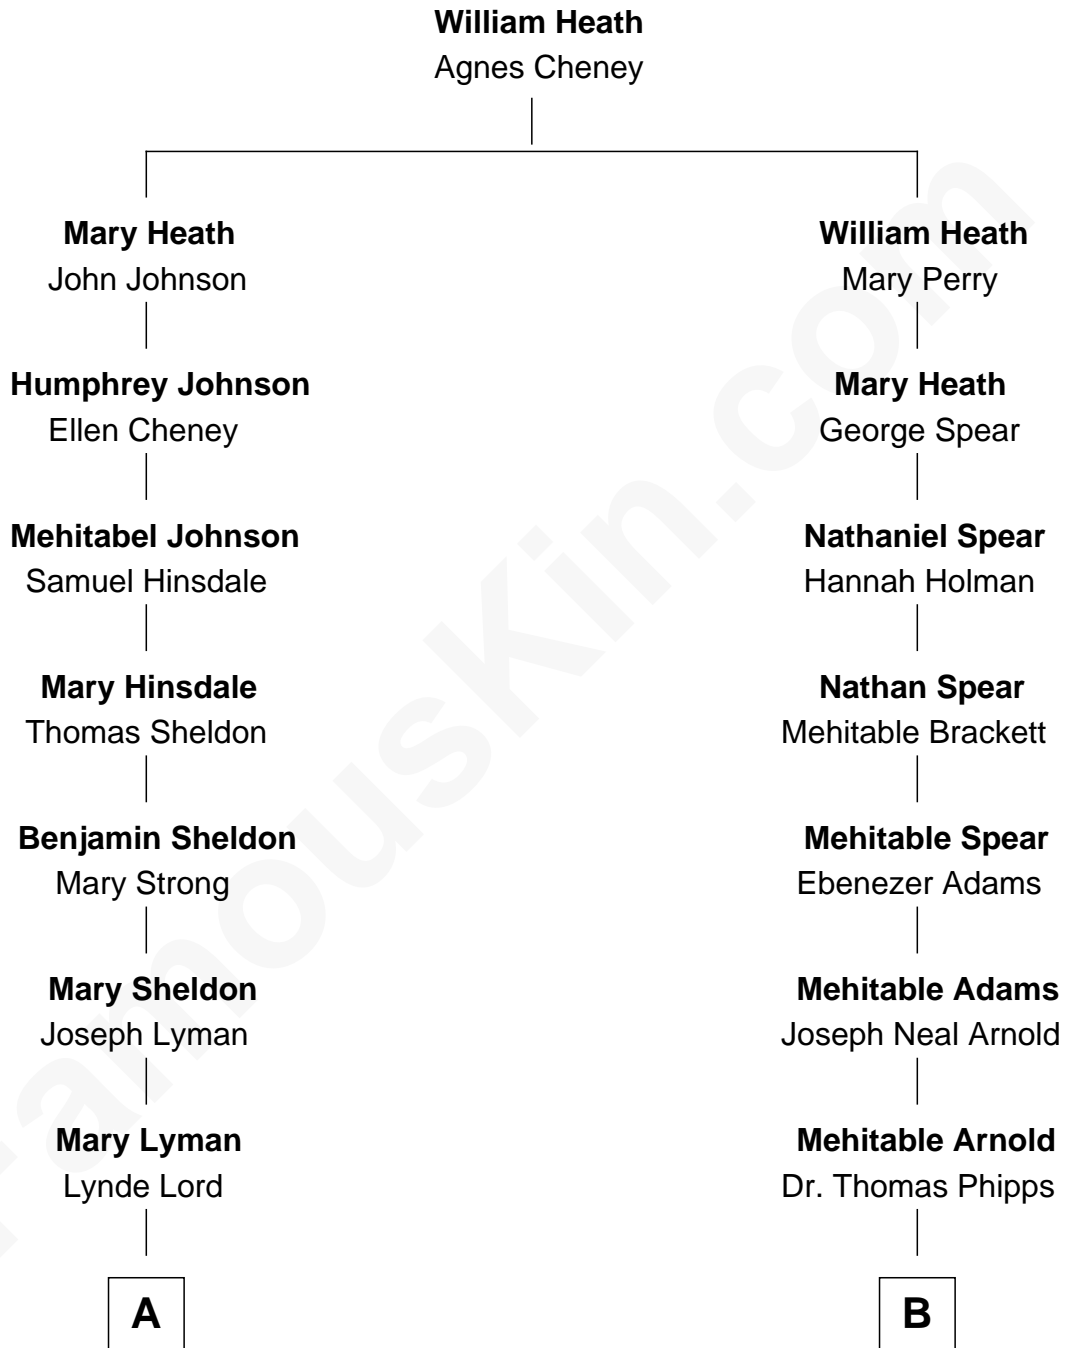 William Heath
Agnes Cheney
Mary Heath
John Johnson
William Heath
Mary Perry
Humphrey Johnson
Ellen Cheney
Mary Heath
George Spear
Mehitabel Johnson
Samuel Hinsdale
Nathaniel Spear
Hannah Holman
Mary Hinsdale
Thomas Sheldon
Nathan Spear
Mehitable Brackett
Benjamin Sheldon
Mary Strong
Mehitable Spear
Ebenezer Adams
Mary Sheldon
Joseph Lyman
Mehitable Adams
Joseph Neal Arnold
Mary Lyman
Lynde Lord
Mehitable Arnold
Dr. Thomas Phipps
A
B
FamousKin.com